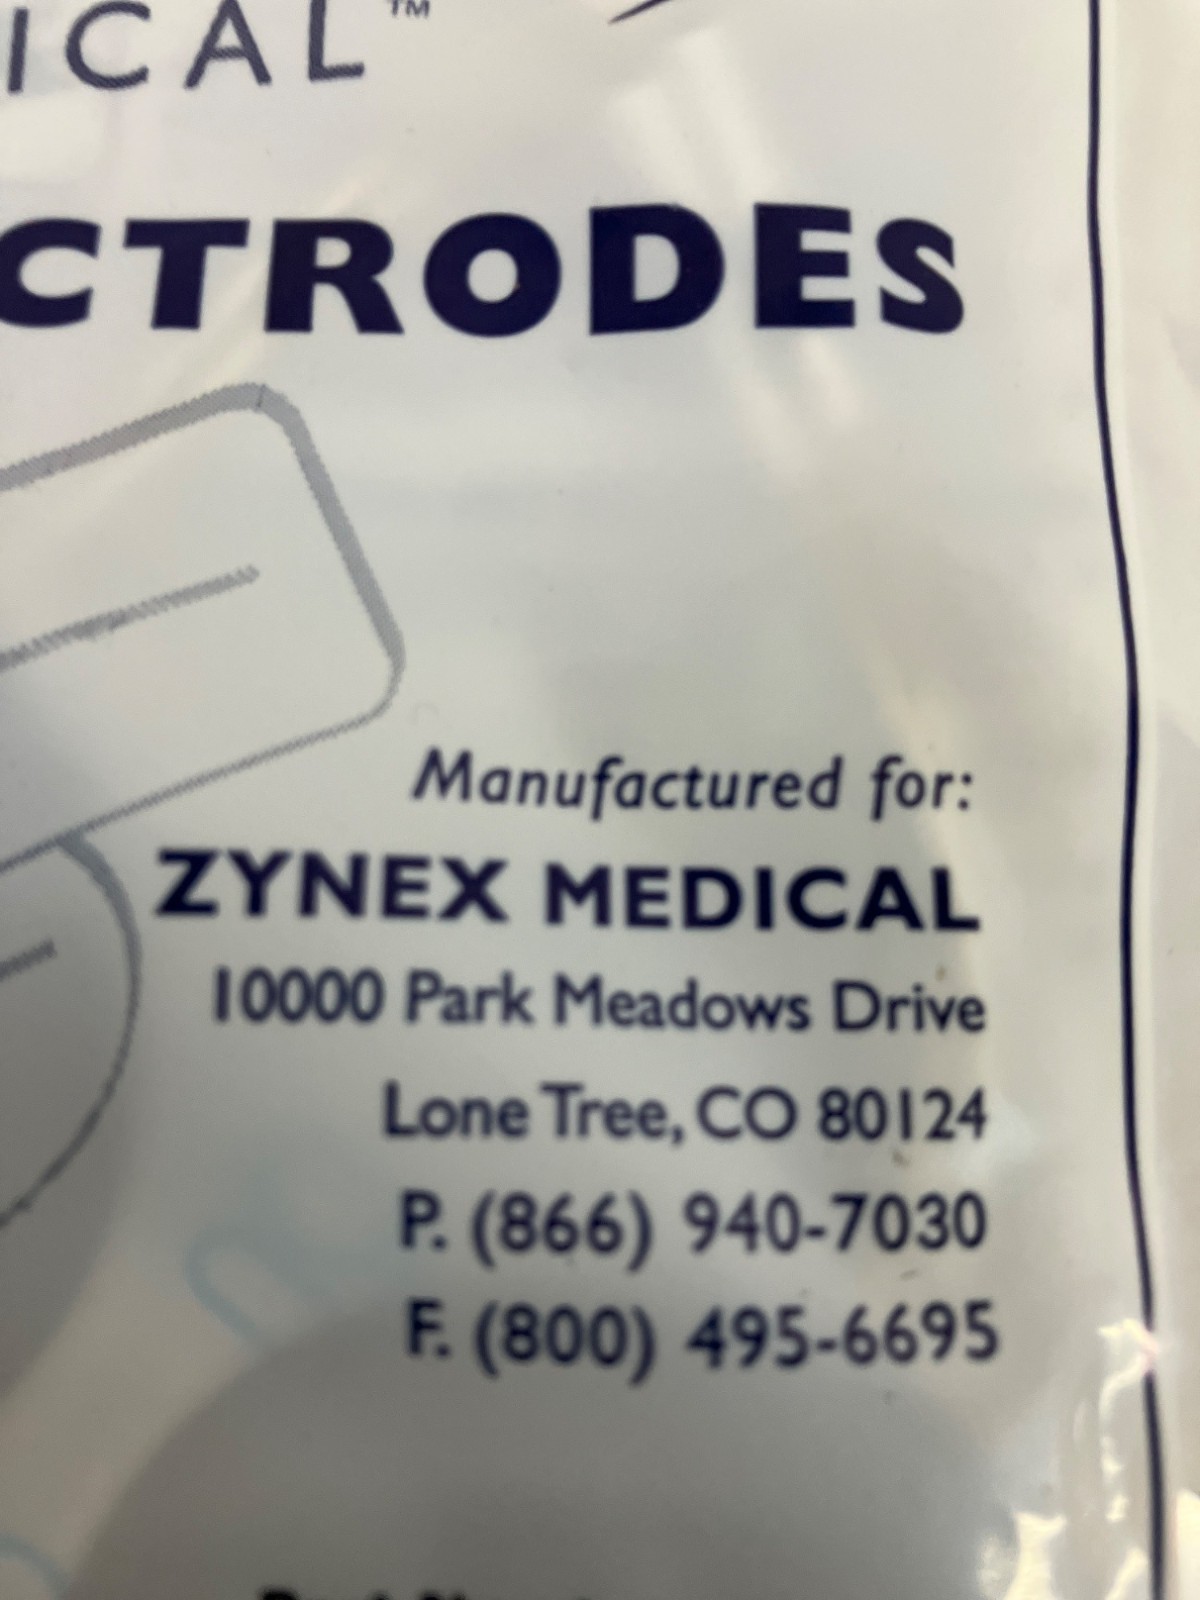 ICAL™
CTRODES
Manufactured for:
ZYNEX MEDICAL
10000 Park Meadows Drive
Lone Tree, CO 80124
P. (866) 940-7030
F. (800) 495-6695